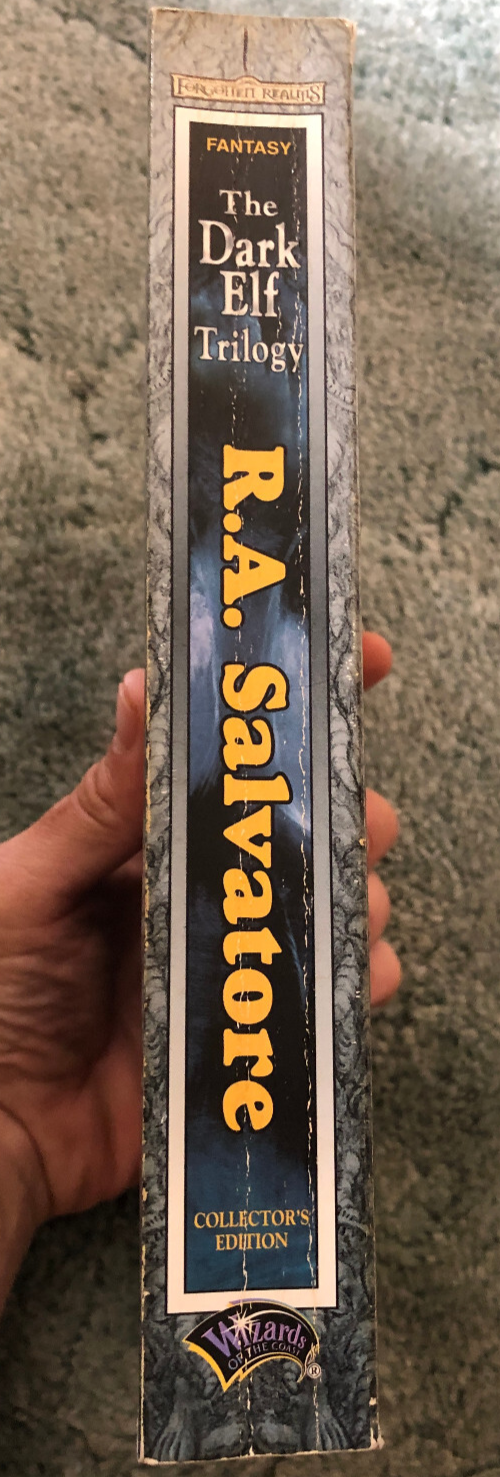 FORGOTTEN REALMS
FANTASY
The
Dark
Elf
Trilogy
R.A. Salvatore
COLLECTOR'S
EDITION
Wizards
OF THE COAST
®